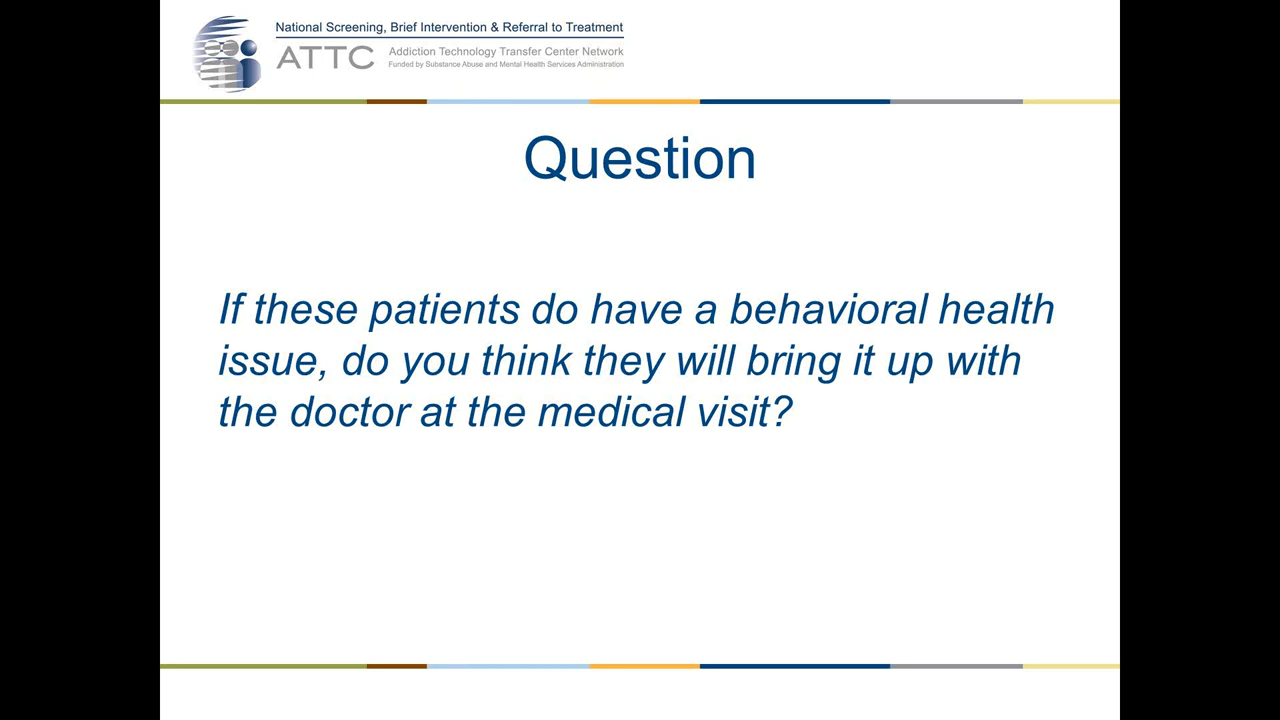 National Screening, Brief Intervention & Referral to Treatment
ATTC
Addiction Technology Transfer Center Network
Funded by Substance Abuse and Mental Health Services Administration
Question
If these patients do have a behavioral health
issue, do you think they will bring it up with
the doctor at the medical visit?